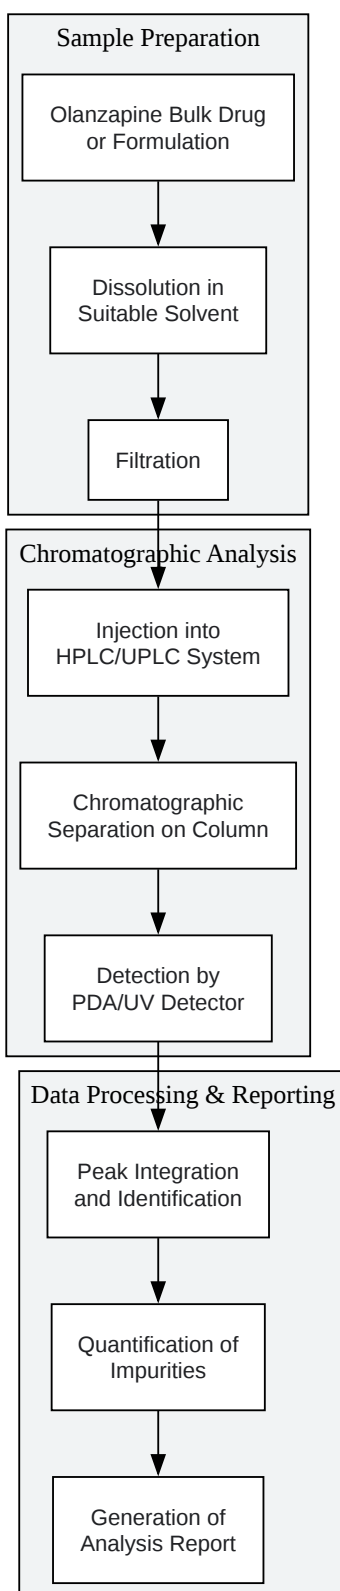 Sample Preparation
Olanzapine Bulk Drug
or Formulation
Dissolution in
Suitable Solvent
Filtration
Chromatographic Analysis
Injection into
HPLC/UPLC System
Chromatographic
Separation on Column
Detection by
PDA/UV Detector
Data Processing & Reporting
Peak Integration
and Identification
Quantification of
Impurities
Generation of
Analysis Report